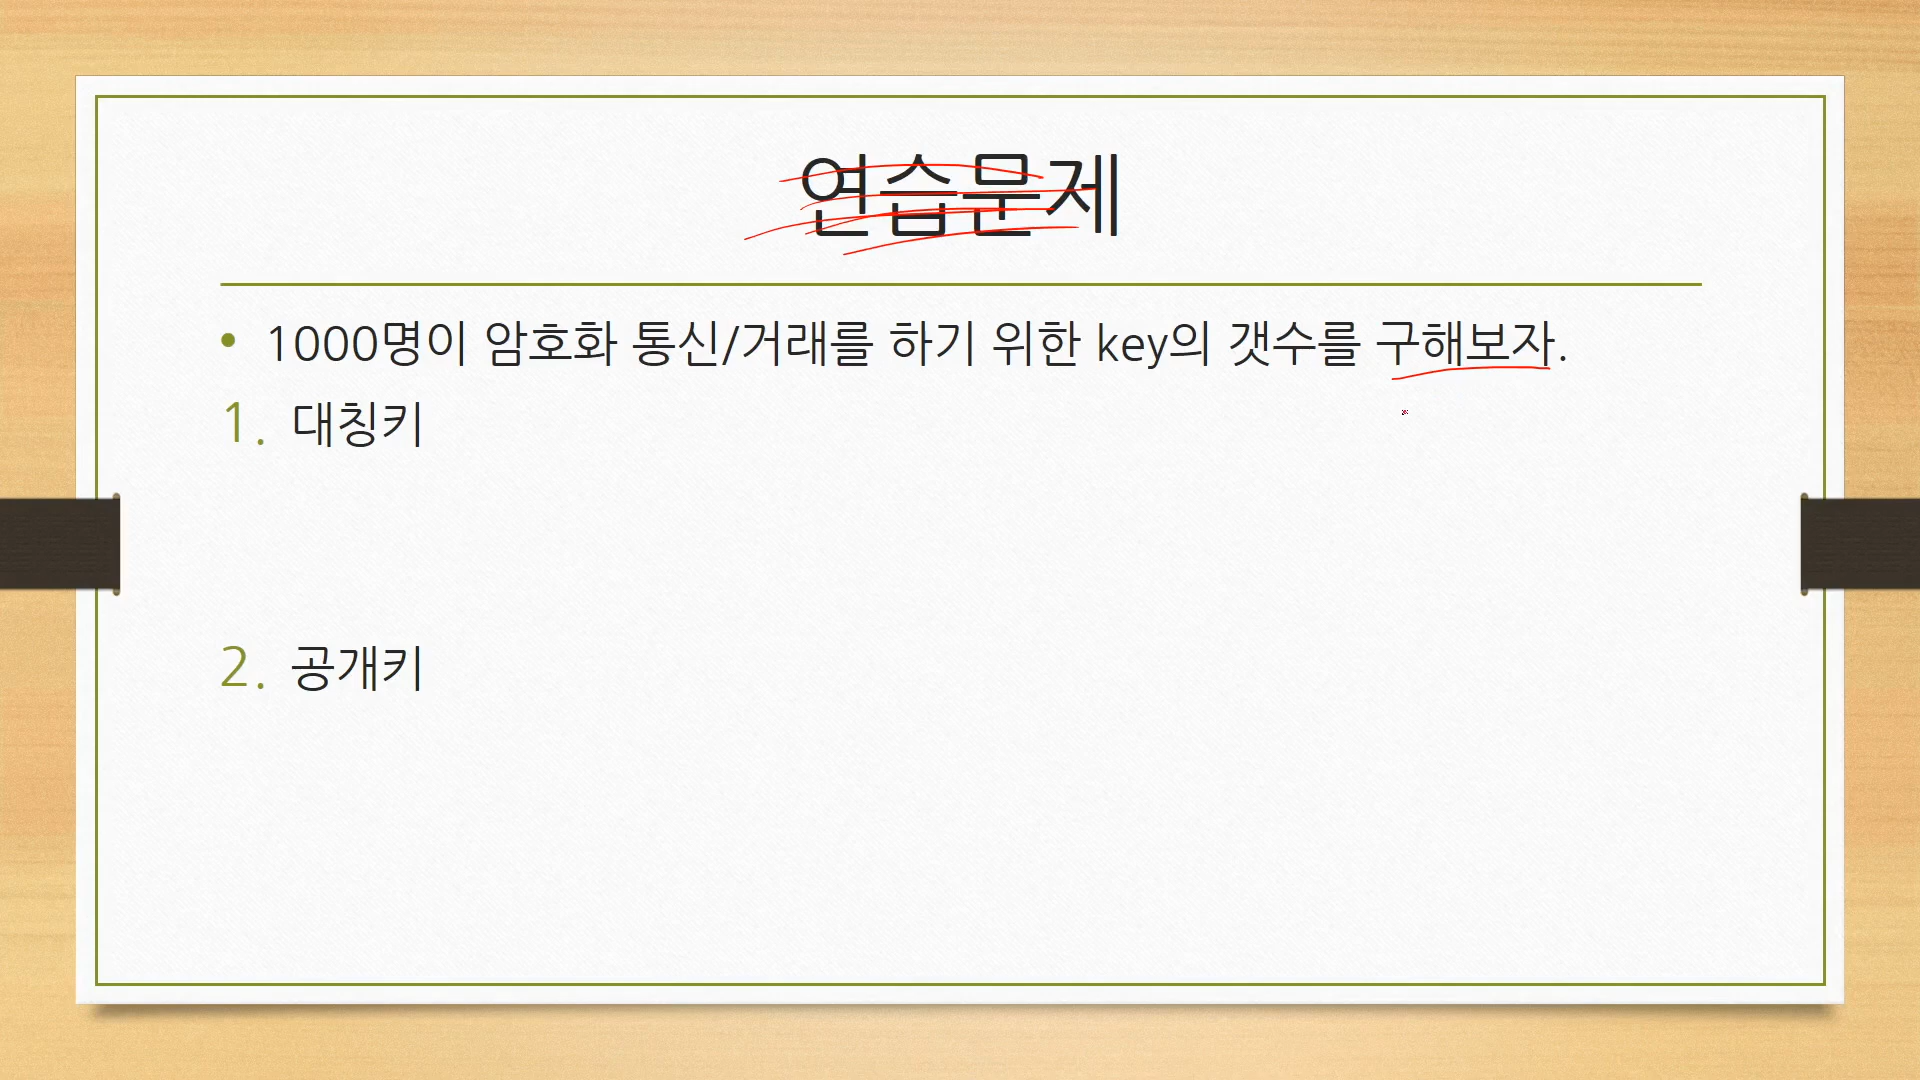 연습문제
• 1000명이 암호화 통신/거래를 하기 위한 key의 갯수를 구해보자.
1. 대칭키
2. 공개키